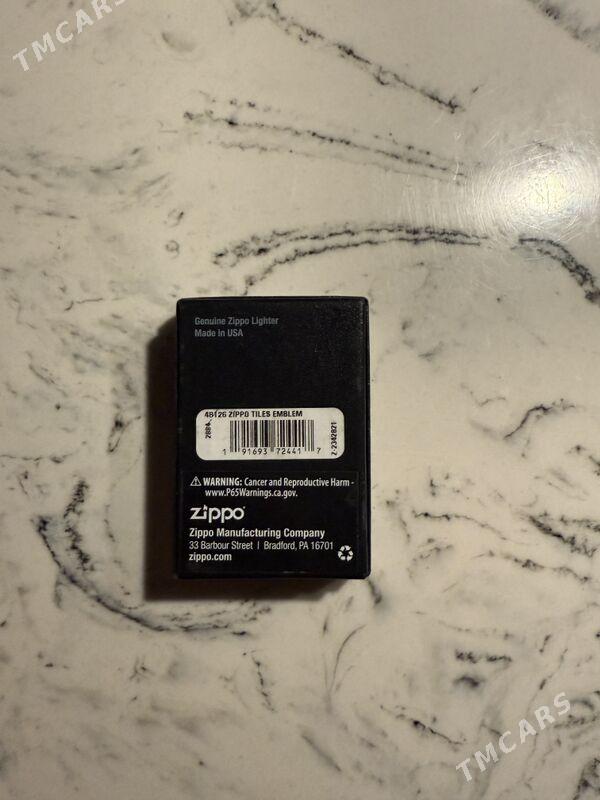 TMCARS
Genuine Zippo Lighter
Made in USA
48126 ZIPPO TILES EMBLEM
Z-2342821
1 91693 72441 7
WARNING: Cancer and Reproductive Harm -
www.P65Warnings.ca.gov.
zippo
Zippo Manufacturing Company
33 Barbour Street | Bradford, PA 16701
zippo.com
TMCARS